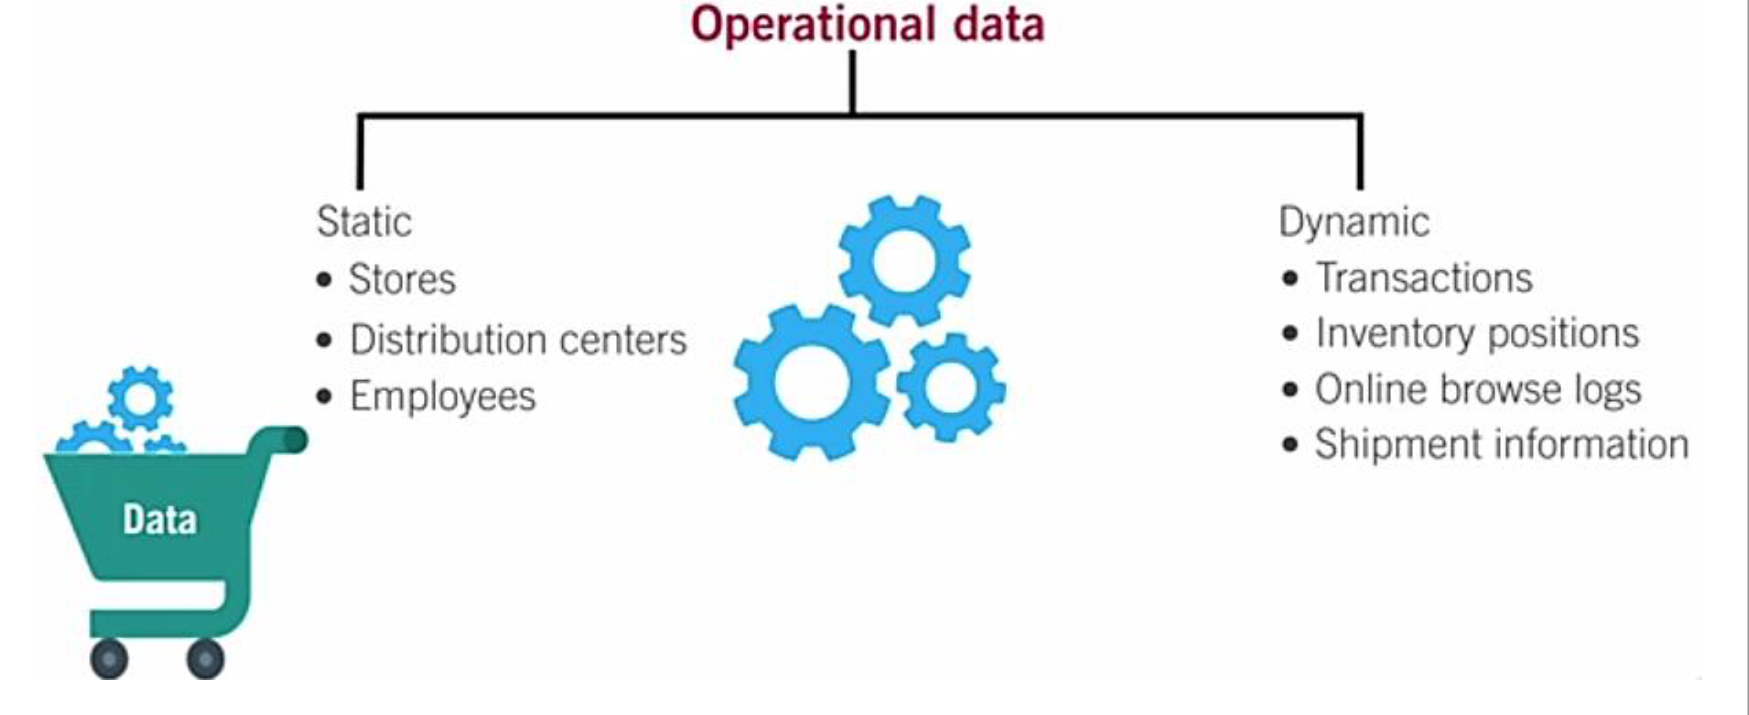 Operational data
Static
• Stores
• Distribution centers
• Employees
Dynamic
• Transactions
• Inventory positions
• Online browse logs
• Shipment information
Data